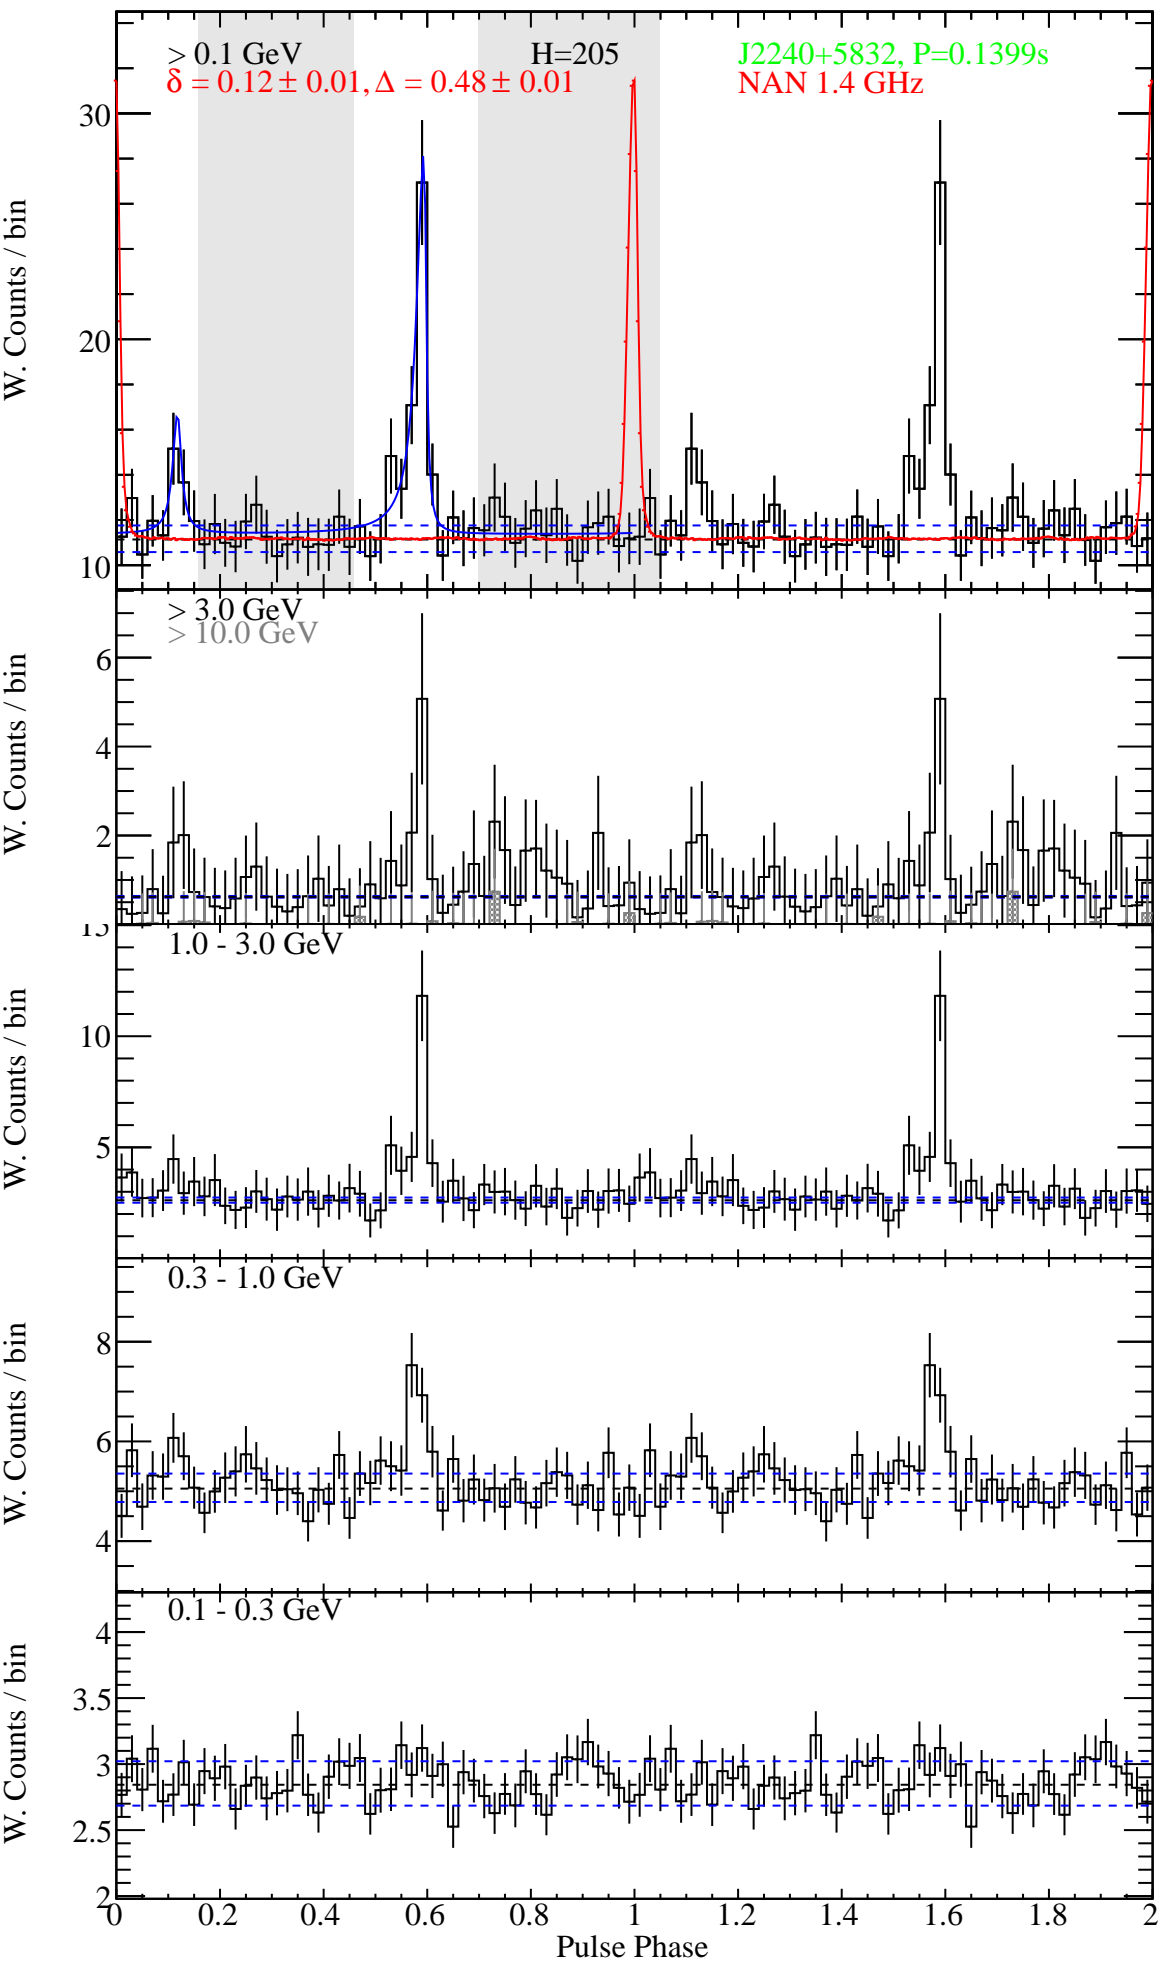 > 0.1 GeV H=205 J2240+5832, P=0.1399s
δ = 0.12 ± 0.01, Δ = 0.48 ± 0.01 NAN 1.4 GHz
30
20
10
W. Counts / bin
> 3.0 GeV
> 10.0 GeV
6
4
2
W. Counts / bin
15
1.0 - 3.0 GeV
10
5
W. Counts / bin
0.3 - 1.0 GeV
8
6
4
W. Counts / bin
0.1 - 0.3 GeV
4
3.5
3
2.5
2
W. Counts / bin
0 0.2 0.4 0.6 0.8 1 1.2 1.4 1.6 1.8 2
Pulse Phase